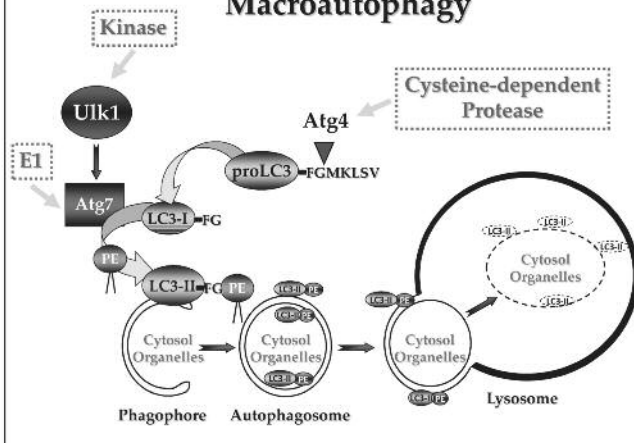 Macroautophagy
Kinase
Cysteine-dependent
Protease
Ulk1
Atg4
E1
proLC3
FGMKLSV
Atg7
LC3-I
FG
PE
LC3-II
FG
PE
LC3-II
PE
LC3-II
PE
LC3-II
PE
LC3-II
PE
LC3-II
PE
LC3-II
LC3-II
LC3-II
LC3-II
Cytosol
Organelles
Cytosol
Organelles
Cytosol
Organelles
Cytosol
Organelles
Phagophore
Autophagosome
Lysosome